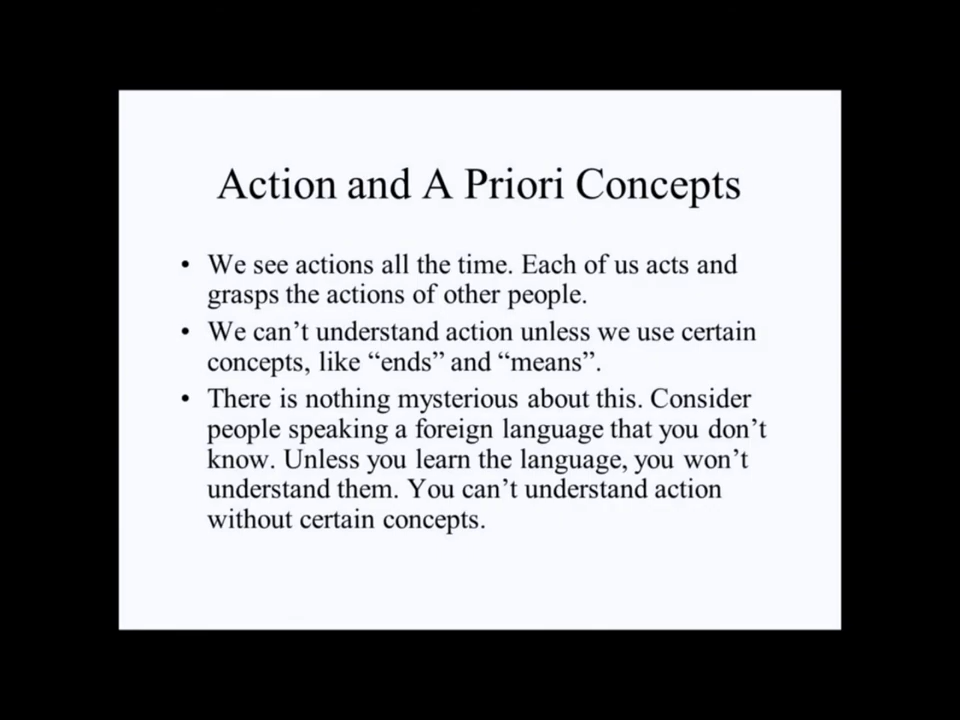 Action and A Priori Concepts
• We see actions all the time. Each of us acts and
grasps the actions of other people.
• We can’t understand action unless we use certain
concepts, like “ends” and “means”.
• There is nothing mysterious about this. Consider
people speaking a foreign language that you don’t
know. Unless you learn the language, you won’t
understand them. You can’t understand action
without certain concepts.